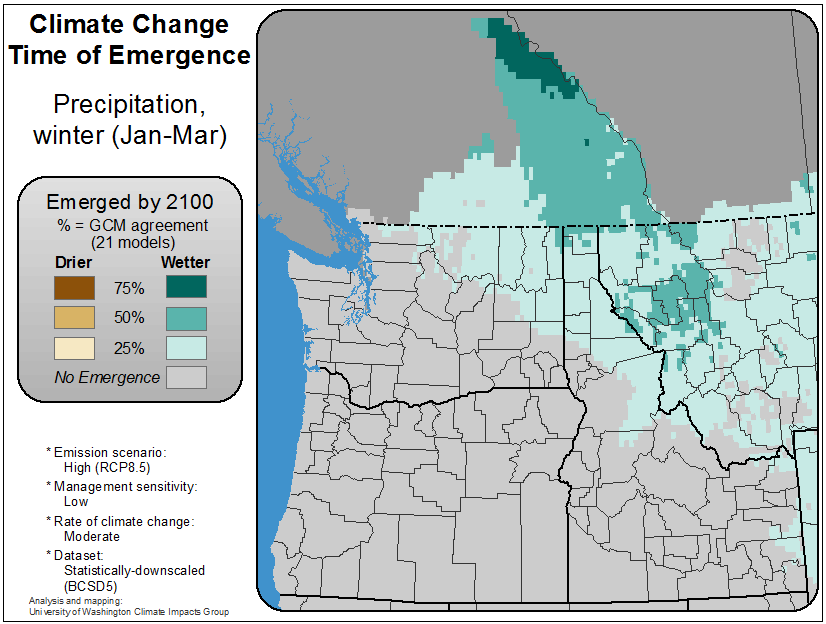 Climate Change
Time of Emergence
Precipitation,
winter (Jan-Mar)
Emerged by 2100
% = GCM agreement
(21 models)
Drier Wetter
75%
50%
25%
No Emergence
* Emission scenario:
High (RCP8.5)
* Management sensitivity:
Low
* Rate of climate change:
Moderate
* Dataset:
Statistically-downscaled
(BCSD5)
Analysis and mapping:
University of Washington Climate Impacts Group